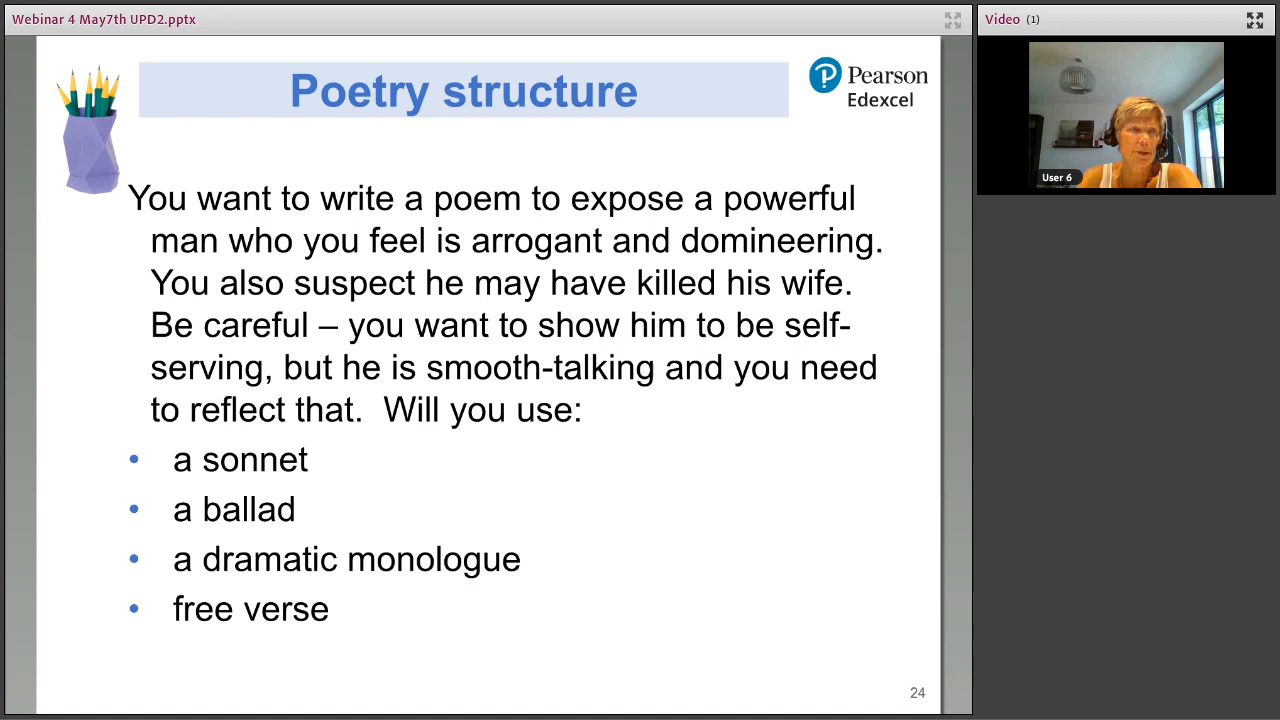 Webinar 4 May7th UPD2.pptx
Video (1)
Poetry structure
Pearson
Edexcel
User 6
You want to write a poem to expose a powerful
man who you feel is arrogant and domineering.
You also suspect he may have killed his wife.
Be careful – you want to show him to be self-
serving, but he is smooth-talking and you need
to reflect that.  Will you use:
• a sonnet
• a ballad
• a dramatic monologue
• free verse
24